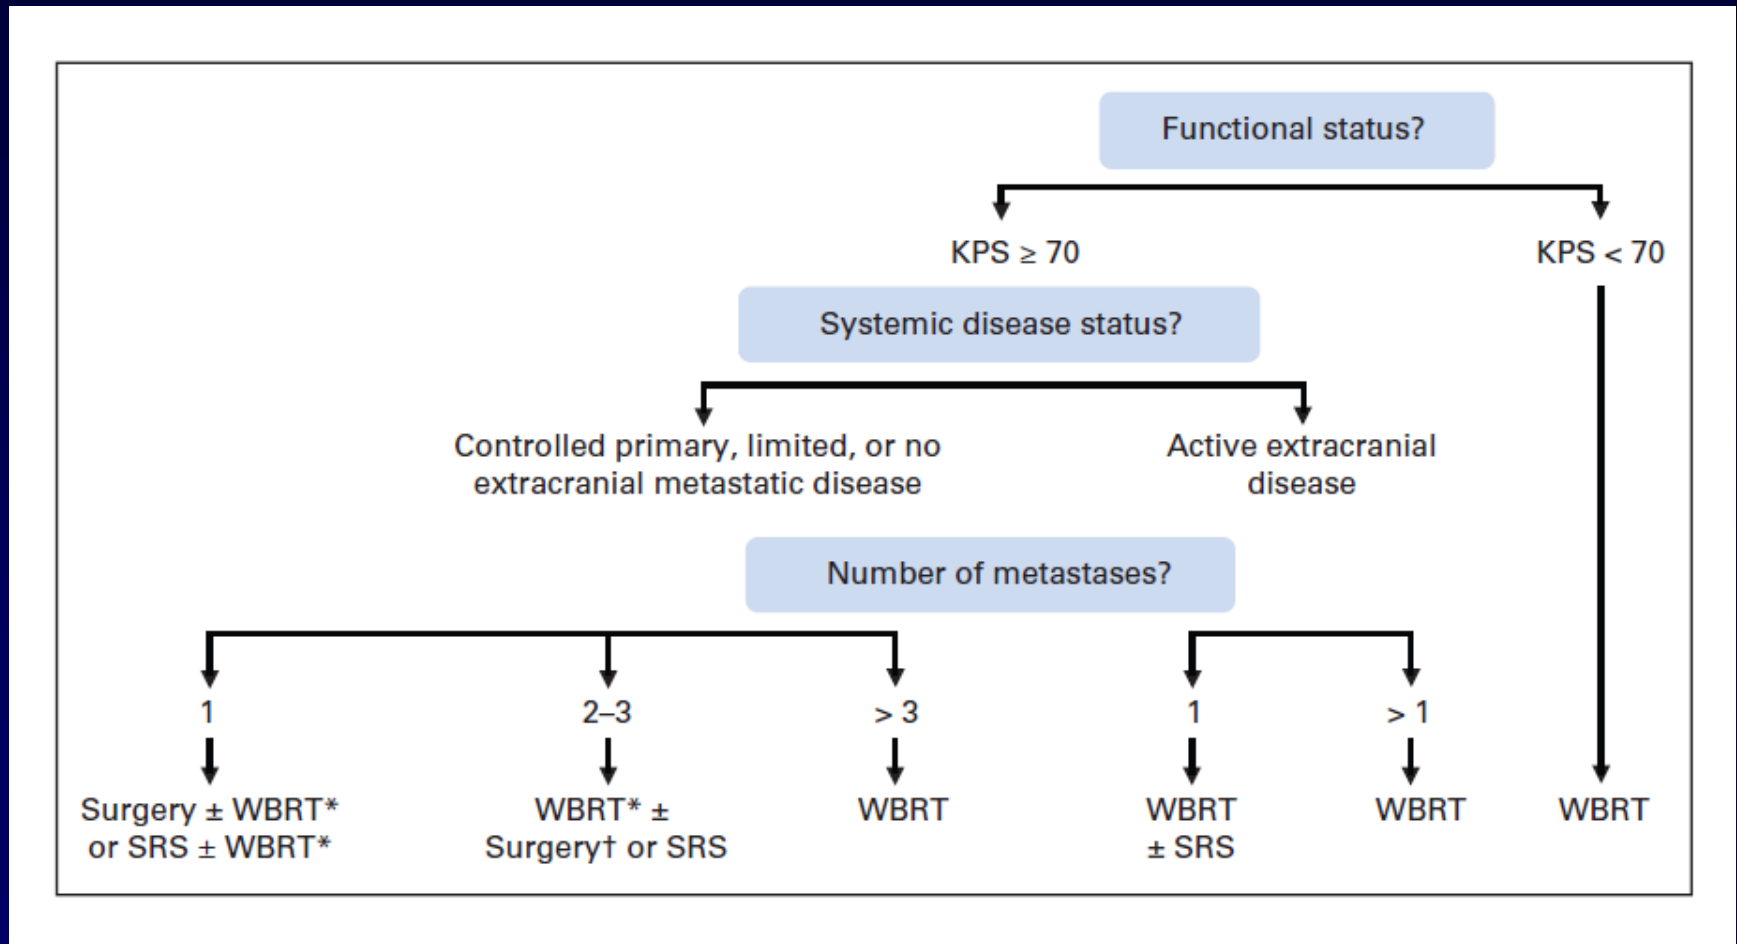 Functional status?
KPS ≥ 70
KPS < 70
Systemic disease status?
Controlled primary, limited, or no
extracranial metastatic disease
Active extracranial
disease
Number of metastases?
1
2–3
> 3
1
> 1
Surgery ± WBRT*
or SRS ± WBRT*
WBRT* ±
Surgery† or SRS
WBRT
WBRT
± SRS
WBRT
WBRT